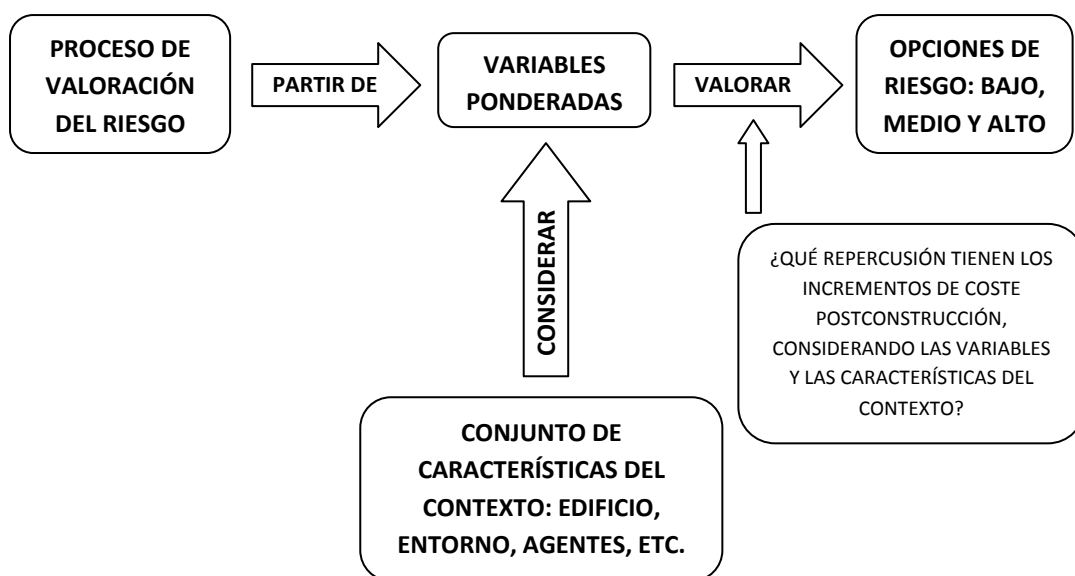 PROCESO DE
VALORACIÓN
DEL RIESGO
PARTIR DE
VARIABLES
PONDERADAS
VALORAR
OPCIONES DE
RIESGO: BAJO,
MEDIO Y ALTO
CONSIDERAR
¿QUÉ REPERCUSIÓN TIENEN LOS
INCREMENTOS DE COSTE
POSTCONSTRUCCIÓN,
CONSIDERANDO LAS VARIABLES
Y LAS CARACTERÍSTICAS DEL
CONTEXTO?
CONJUNTO DE
CARACTERÍSTICAS DEL
CONTEXTO: EDIFICIO,
ENTORNO, AGENTES, ETC.